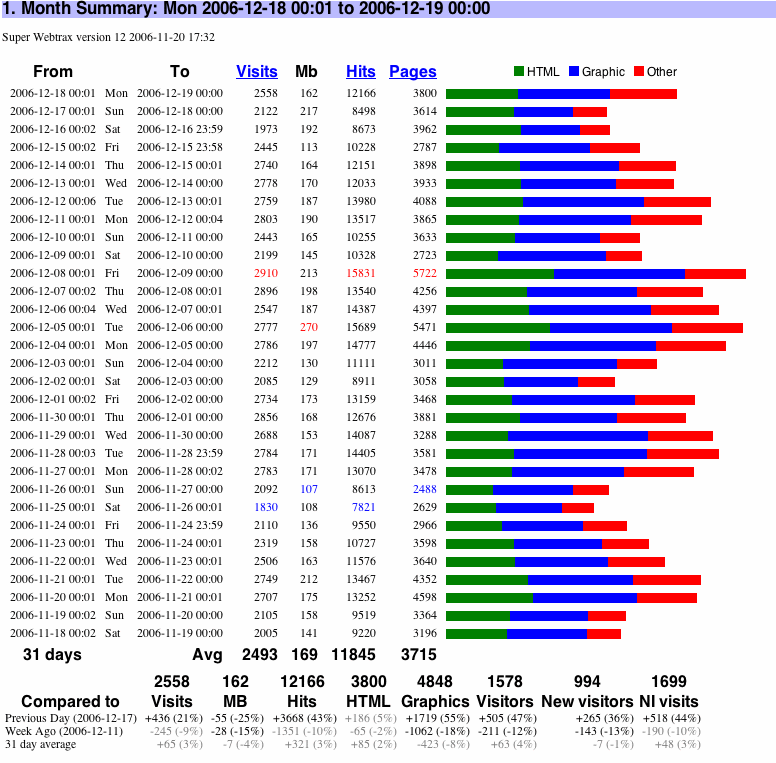 1. Month Summary: Mon 2006-12-18 00:01 to 2006-12-19 00:00
Super Webtrax version 12 2006-11-20 17:32
From To Visits Mb Hits Pages HTML Graphic Other
2006-12-18 00:01 Mon 2006-12-19 00:00 2558 162 12166 3800
2006-12-17 00:01 Sun 2006-12-18 00:00 2122 217 8498 3614
2006-12-16 00:02 Sat 2006-12-16 23:59 1973 192 8673 3962
2006-12-15 00:02 Fri 2006-12-15 23:58 2445 113 10228 2787
2006-12-14 00:01 Thu 2006-12-15 00:01 2740 164 12151 3898
2006-12-13 00:01 Wed 2006-12-14 00:00 2778 170 12033 3933
2006-12-12 00:06 Tue 2006-12-13 00:01 2759 187 13980 4088
2006-12-11 00:01 Mon 2006-12-12 00:04 2803 190 13517 3865
2006-12-10 00:01 Sun 2006-12-11 00:00 2443 165 10255 3633
2006-12-09 00:01 Sat 2006-12-10 00:00 2199 145 10328 2723
2006-12-08 00:01 Fri 2006-12-09 00:00 2910 213 15831 5722
2006-12-07 00:02 Thu 2006-12-08 00:01 2896 198 13540 4256
2006-12-06 00:04 Wed 2006-12-07 00:01 2547 187 14387 4397
2006-12-05 00:01 Tue 2006-12-06 00:00 2777 270 15689 5471
2006-12-04 00:01 Mon 2006-12-05 00:00 2786 197 14777 4446
2006-12-03 00:01 Sun 2006-12-04 00:00 2212 130 11111 3011
2006-12-02 00:01 Sat 2006-12-03 00:00 2085 129 8911 3058
2006-12-01 00:02 Fri 2006-12-02 00:00 2734 173 13159 3468
2006-11-30 00:01 Thu 2006-12-01 00:00 2856 168 12676 3881
2006-11-29 00:01 Wed 2006-11-30 00:00 2688 153 14087 3288
2006-11-28 00:03 Tue 2006-11-28 23:59 2784 171 14405 3581
2006-11-27 00:01 Mon 2006-11-28 00:02 2783 171 13070 3478
2006-11-26 00:01 Sun 2006-11-27 00:00 2092 107 8613 2488
2006-11-25 00:01 Sat 2006-11-26 00:01 1830 108 7821 2629
2006-11-24 00:01 Fri 2006-11-24 23:59 2110 136 9550 2966
2006-11-23 00:01 Thu 2006-11-24 00:01 2319 158 10727 3598
2006-11-22 00:01 Wed 2006-11-23 00:01 2506 163 11576 3640
2006-11-21 00:01 Tue 2006-11-22 00:00 2749 212 13467 4352
2006-11-20 00:01 Mon 2006-11-21 00:01 2707 175 13252 4598
2006-11-19 00:02 Sun 2006-11-20 00:00 2105 158 9519 3364
2006-11-18 00:02 Sat 2006-11-19 00:00 2005 141 9220 3196
31 days Avg 2493 169 11845 3715
2558 162 12166 3800 4848 1578 994 1699
Compared to Visits MB Hits HTML Graphics Visitors New visitors NI visits
Previous Day (2006-12-17) +436 (21%) -55 (-25%) +3668 (43%) +186 (5%) +1719 (55%) +505 (47%) +265 (36%) +518 (44%)
Week Ago (2006-12-11) -245 (-9%) -28 (-15%) -1351 (-10%) -65 (-2%) -1062 (-18%) -211 (-12%) -143 (-13%) -190 (-10%)
31 day average +65 (3%) -7 (-4%) +321 (3%) +85 (2%) -423 (-8%) +63 (4%) -7 (-1%) +48 (3%)